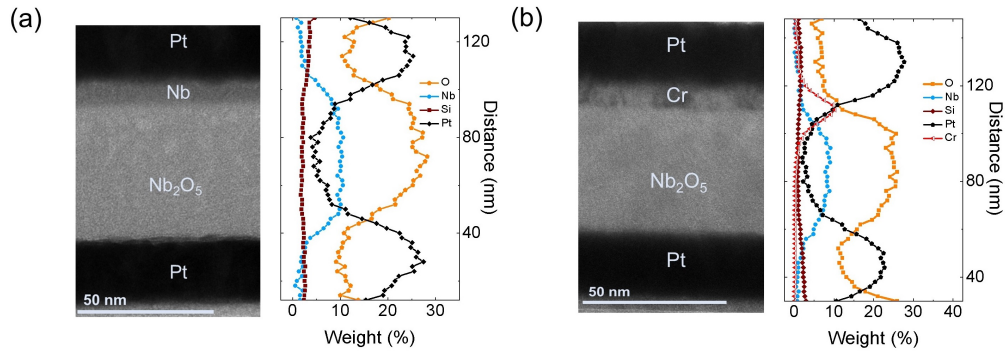 (a)
Pt
Nb
Nb₂O₅
Pt
50 nm
120
80
40
Distance (nm)
O
Nb
Si
Pt
0 10 20 30
Weight (%)
(b)
Pt
Cr
Nb₂O₅
Pt
50 nm
120
80
40
Distance (nm)
O
Nb
Si
Pt
Cr
0 10 20 30 40
Weight (%)